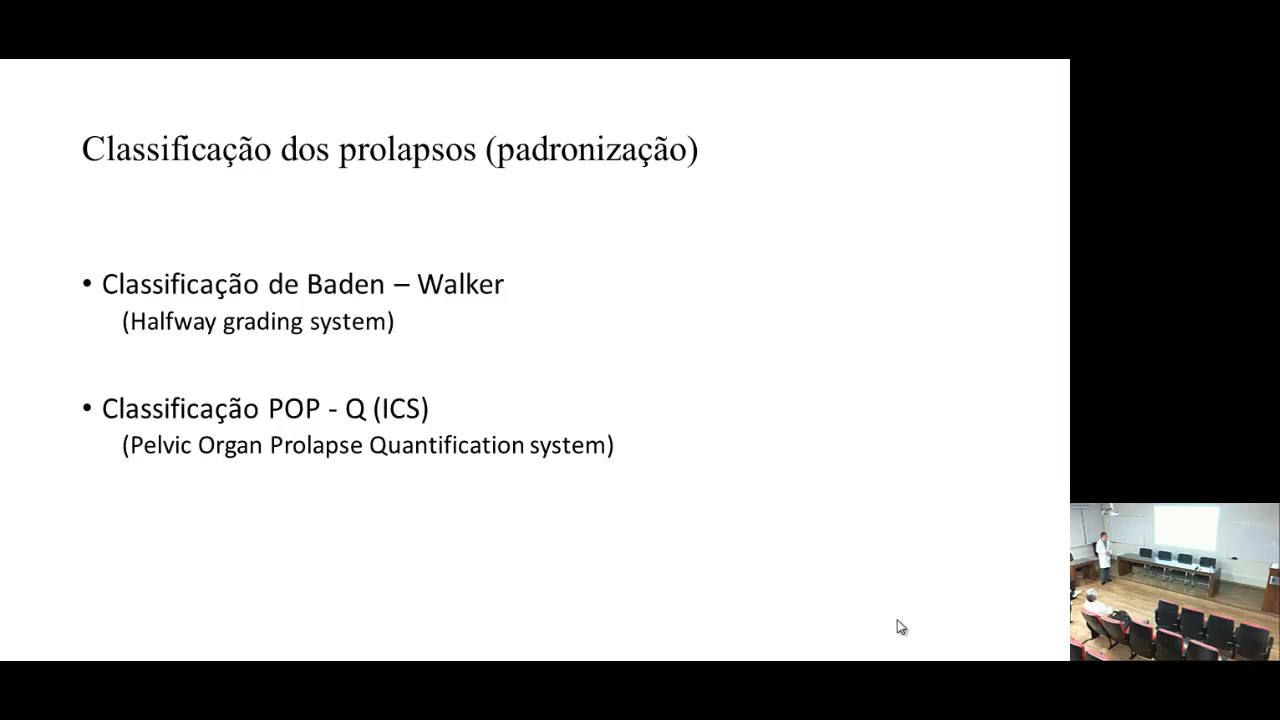 Classificação dos prolapsos (padronização)
• Classificação de Baden – Walker
(Halfway grading system)
• Classificação POP - Q (ICS)
(Pelvic Organ Prolapse Quantification system)